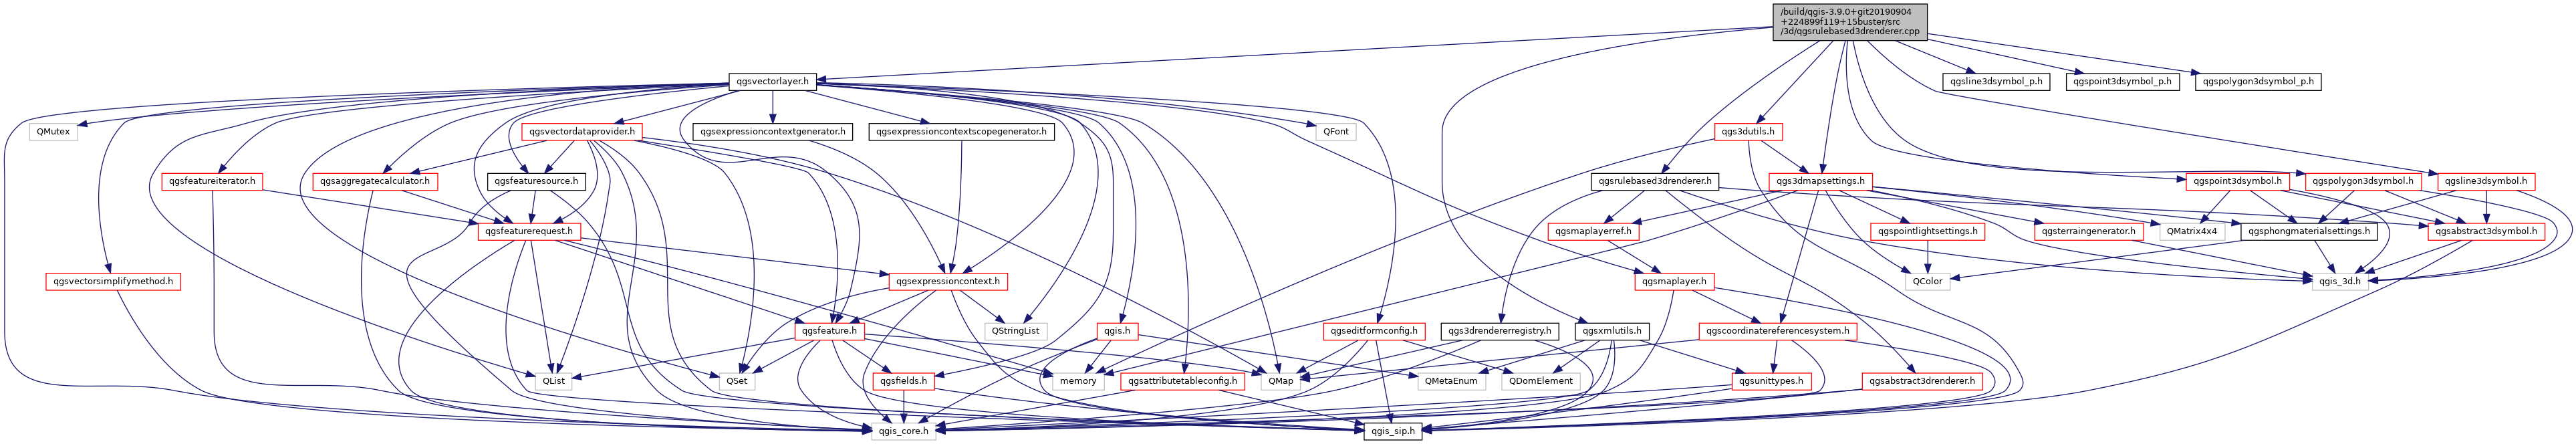 /build/qgis-3.9.0+git20190904
+224899f119+15buster/src
/3d/qgsrulebased3drenderer.cpp
qgsvectorlayer.h
qgsline3dsymbol_p.h
qgspoint3dsymbol_p.h
qgspolygon3dsymbol_p.h
QMutex
qgsvectordataprovider.h
qgsexpressioncontextgenerator.h
qgsexpressioncontextscopegenerator.h
QFont
qgs3dutils.h
qgsfeatureiterator.h
qgsaggregatecalculator.h
qgsfeaturesource.h
qgsrulebased3drenderer.h
qgs3dmapsettings.h
qgspoint3dsymbol.h
qgspolygon3dsymbol.h
qgsline3dsymbol.h
qgsfeaturerequest.h
qgsmaplayerref.h
qgspointlightsettings.h
qgsterraingenerator.h
QMatrix4x4
qgsphongmaterialsettings.h
qgsabstract3dsymbol.h
qgsvectorsimplifymethod.h
qgsexpressioncontext.h
qgsmaplayer.h
QColor
qgis_3d.h
qgsfeature.h
QStringList
qgis.h
qgseditformconfig.h
qgs3drendererregistry.h
qgsxmlutils.h
qgscoordinatereferencesystem.h
QList
QSet
qgsfields.h
memory
qgsattributetableconfig.h
QMap
QMetaEnum
QDomElement
qgsunittypes.h
qgsabstract3drenderer.h
qgis_core.h
qgis_sip.h